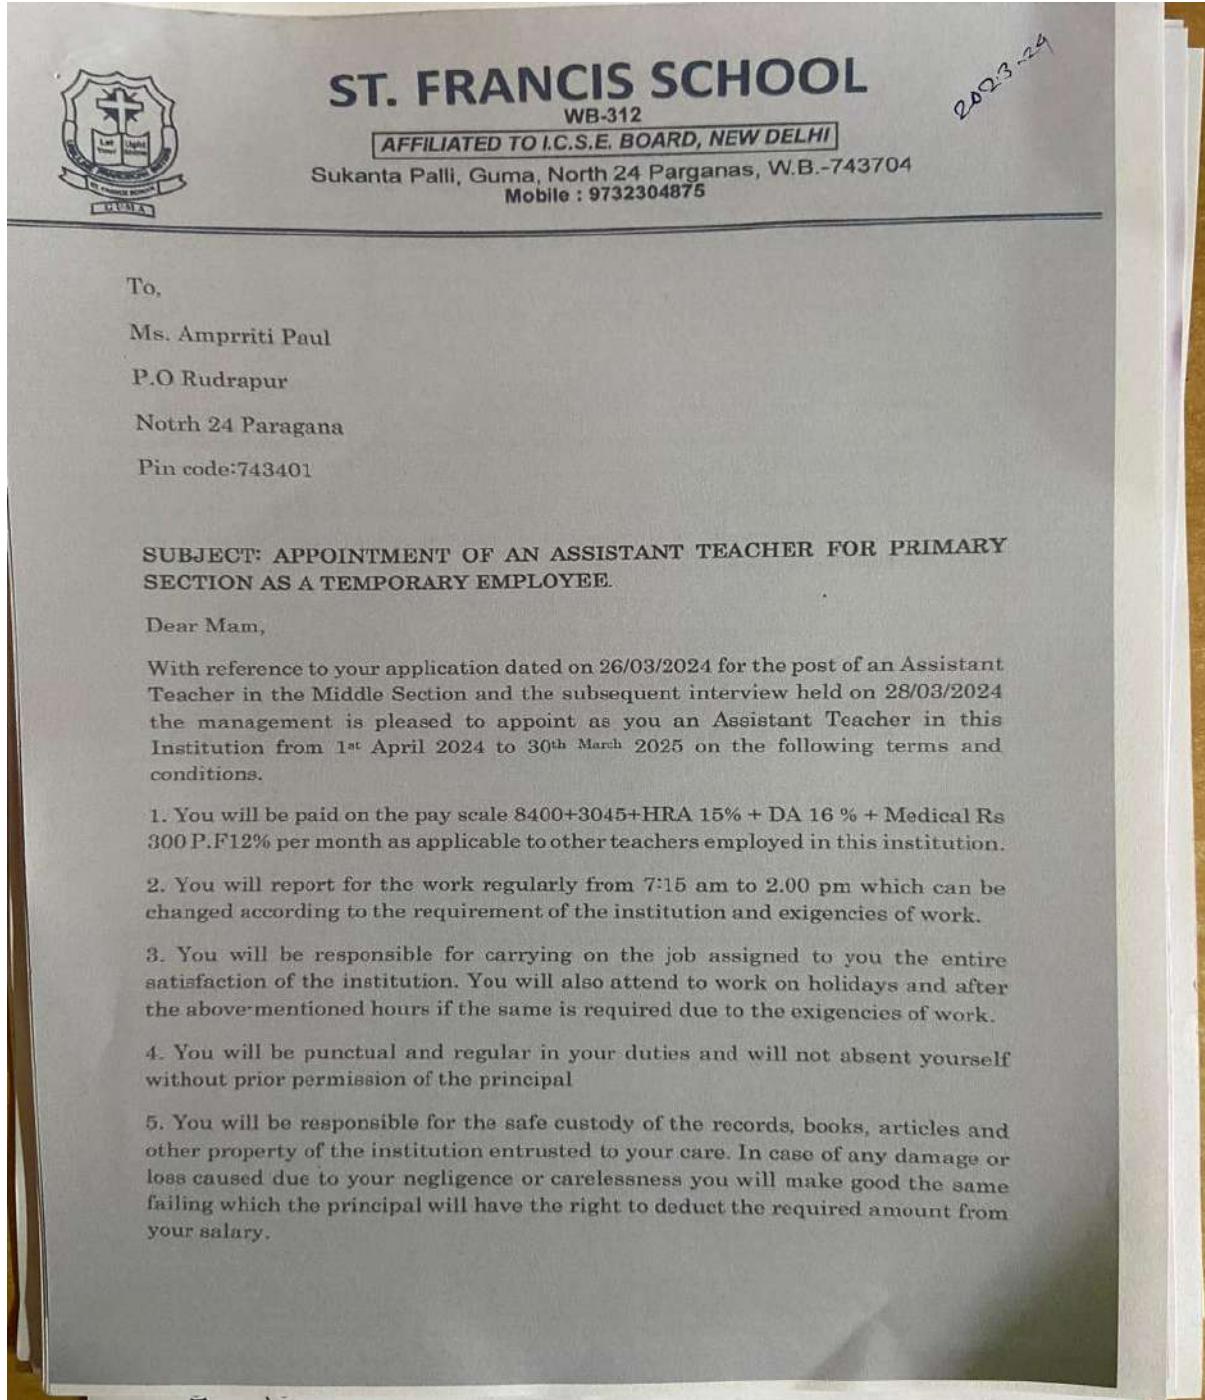 2023-24
ST. FRANCIS SCHOOL
WB-312
AFFILIATED TO I.C.S.E. BOARD, NEW DELHI
Sukanta Palli, Guma, North 24 Parganas, W.B.-743704
Mobile : 9732304875
Let Your Light Shine
ST. FRANCIS SCHOOL
GUMA
To,
Ms. Amprriti Paul
P.O Rudrapur
Notrh 24 Paragana
Pin code:743401
SUBJECT: APPOINTMENT OF AN ASSISTANT TEACHER FOR PRIMARY
SECTION AS A TEMPORARY EMPLOYEE.
Dear Mam,
With reference to your application dated on 26/03/2024 for the post of an Assistant
Teacher in the Middle Section and the subsequent interview held on 28/03/2024
the management is pleased to appoint as you an Assistant Teacher in this
Institution from 1st April 2024 to 30th March 2025 on the following terms and
conditions.
1. You will be paid on the pay scale 8400+3045+HRA 15% + DA 16 % + Medical Rs
300 P.F12% per month as applicable to other teachers employed in this institution.
2. You will report for the work regularly from 7:15 am to 2.00 pm which can be
changed according to the requirement of the institution and exigencies of work.
3. You will be responsible for carrying on the job assigned to you the entire
satisfaction of the institution. You will also attend to work on holidays and after
the above-mentioned hours if the same is required due to the exigencies of work.
4. You will be punctual and regular in your duties and will not absent yourself
without prior permission of the principal
5. You will be responsible for the safe custody of the records, books, articles and
other property of the institution entrusted to your care. In case of any damage or
loss caused due to your negligence or carelessness you will make good the same
failing which the principal will have the right to deduct the required amount from
your salary.